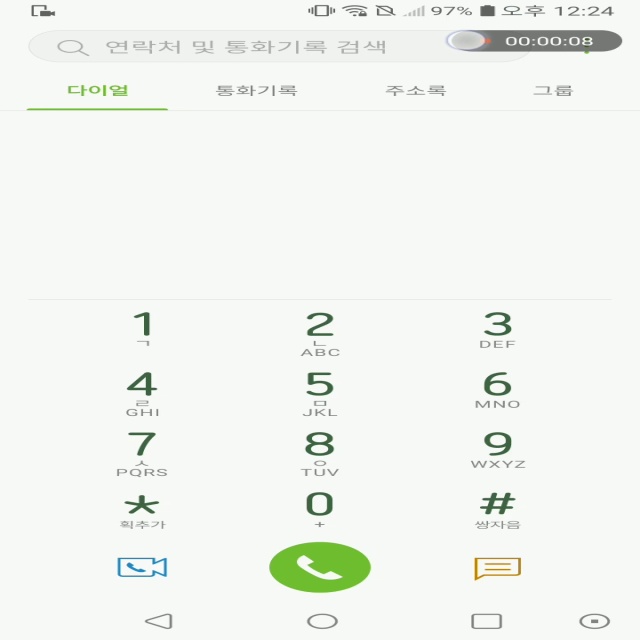 97% 오후 12:24
연락처 및 통화기록 검색
00:00:08
다이얼 통화기록 주소록 그룹
1 2 3
ㄱ ㄴ
ABC DEF
4 5 6
ㄹ ㅁ MNO
GHI JKL
7 8 9
ㅅ ㅇ WXYZ
PQRS TUV
* 0 #
획추가 + 쌍자음